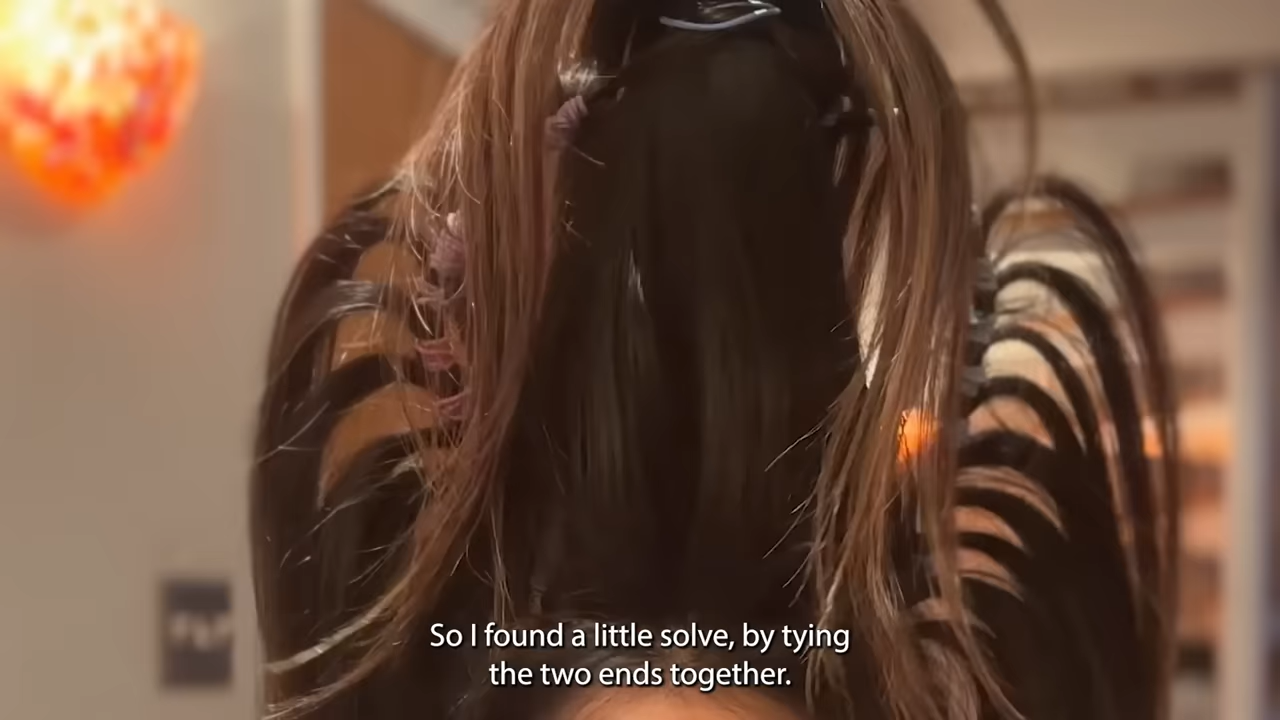 So I found a little solve, by tying
the two ends together.